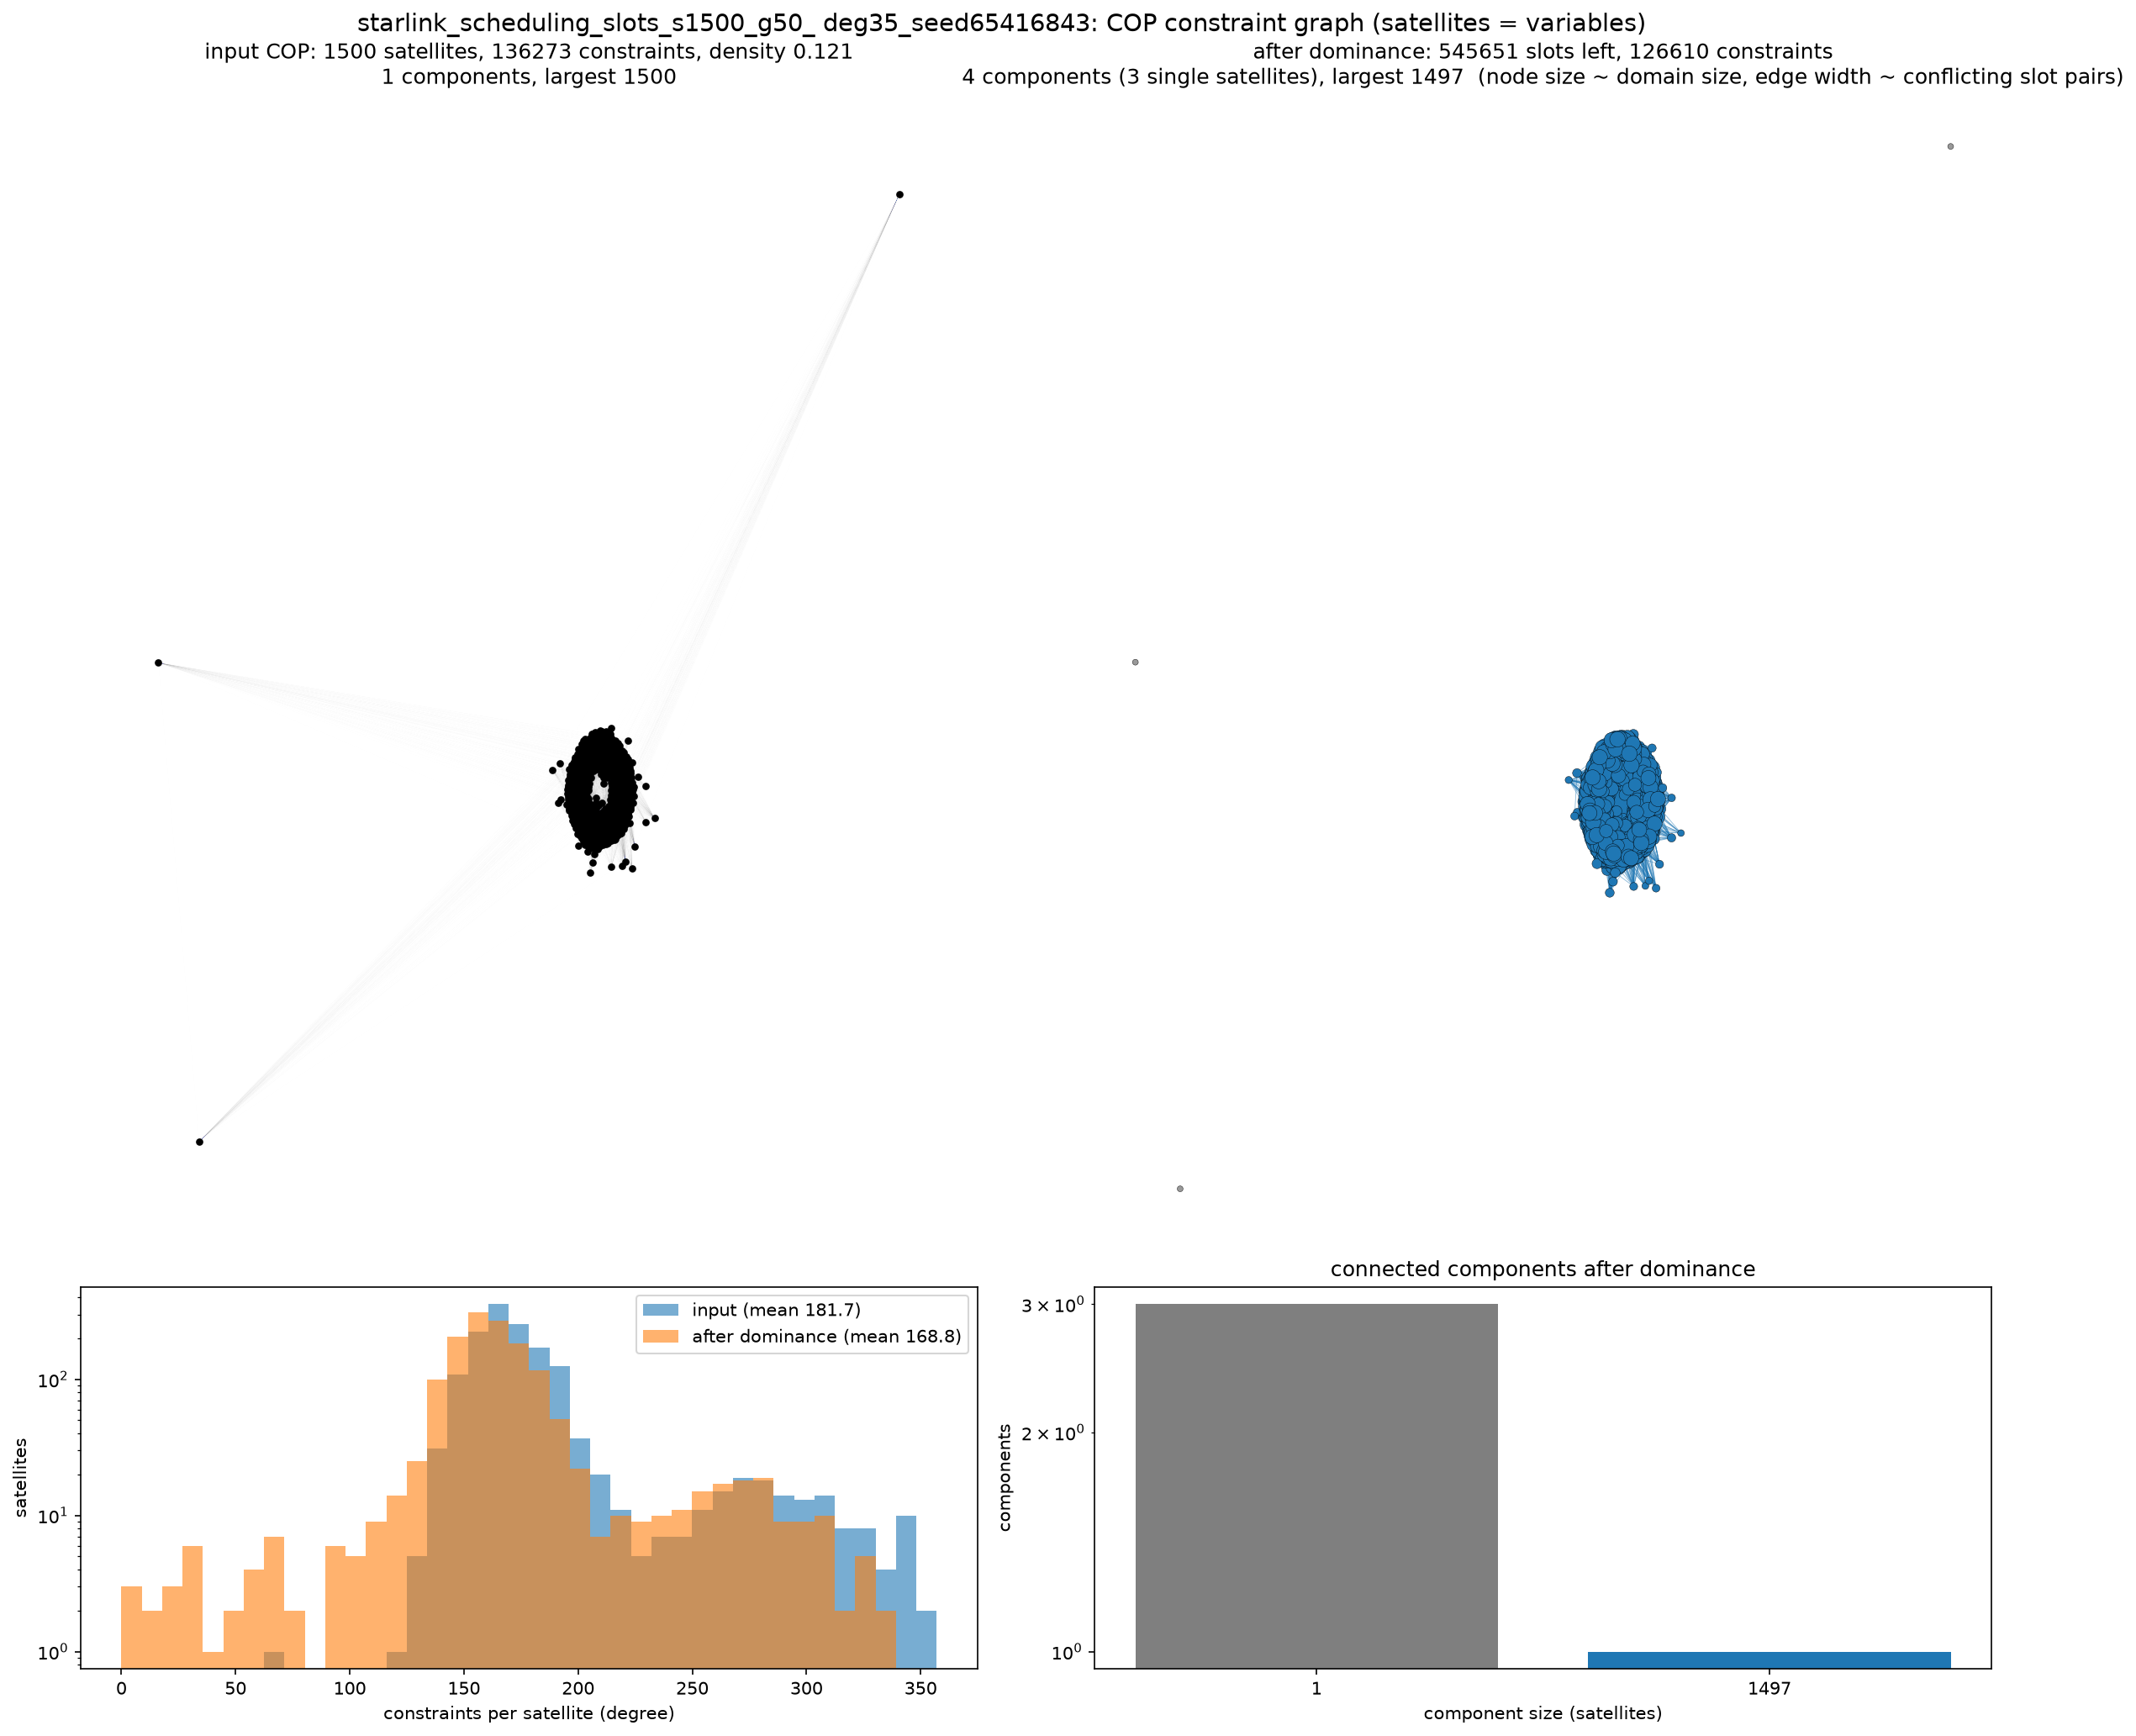 starlink_scheduling_slots_s1500_g50_ deg35_seed65416843: COP constraint graph (satellites = variables)
input COP: 1500 satellites, 136273 constraints, density 0.121
1 components, largest 1500
after dominance: 545651 slots left, 126610 constraints
4 components (3 single satellites), largest 1497  (node size ~ domain size, edge width ~ conflicting slot pairs)
input (mean 181.7)
after dominance (mean 168.8)
10²
10¹
10⁰
satellites
0 50 100 150 200 250 300 350
constraints per satellite (degree)
connected components after dominance
3 × 10⁰
2 × 10⁰
10⁰
components
1 1497
component size (satellites)